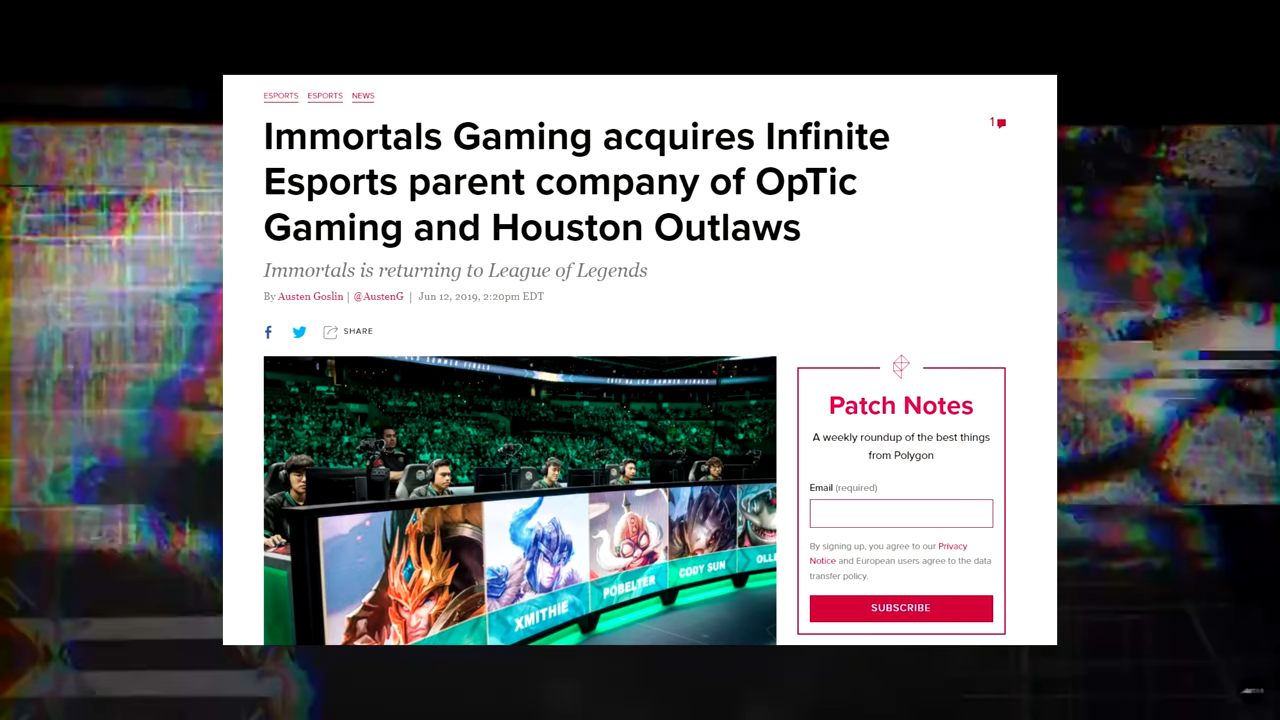 ESPORTS ESPORTS NEWS
Immortals Gaming acquires Infinite
Esports parent company of OpTic
Gaming and Houston Outlaws
1
Immortals is returning to League of Legends
By Austen Goslin | @AustenG | Jun 12, 2019, 2:20pm EDT
SHARE
XMITHIE
POBELTER
CODY SUN
OLL
Patch Notes
A weekly roundup of the best things
from Polygon
Email (required)
By signing up, you agree to our Privacy
Notice and European users agree to the data
transfer policy.
SUBSCRIBE